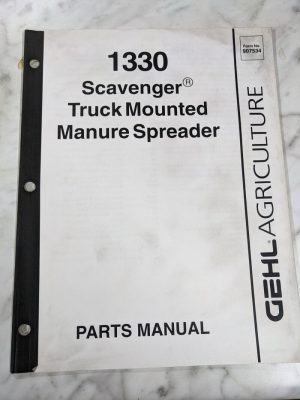 Form No.
907534
1330
Scavenger®
Truck Mounted
Manure Spreader
GEHL AGRICULTURE
PARTS MANUAL